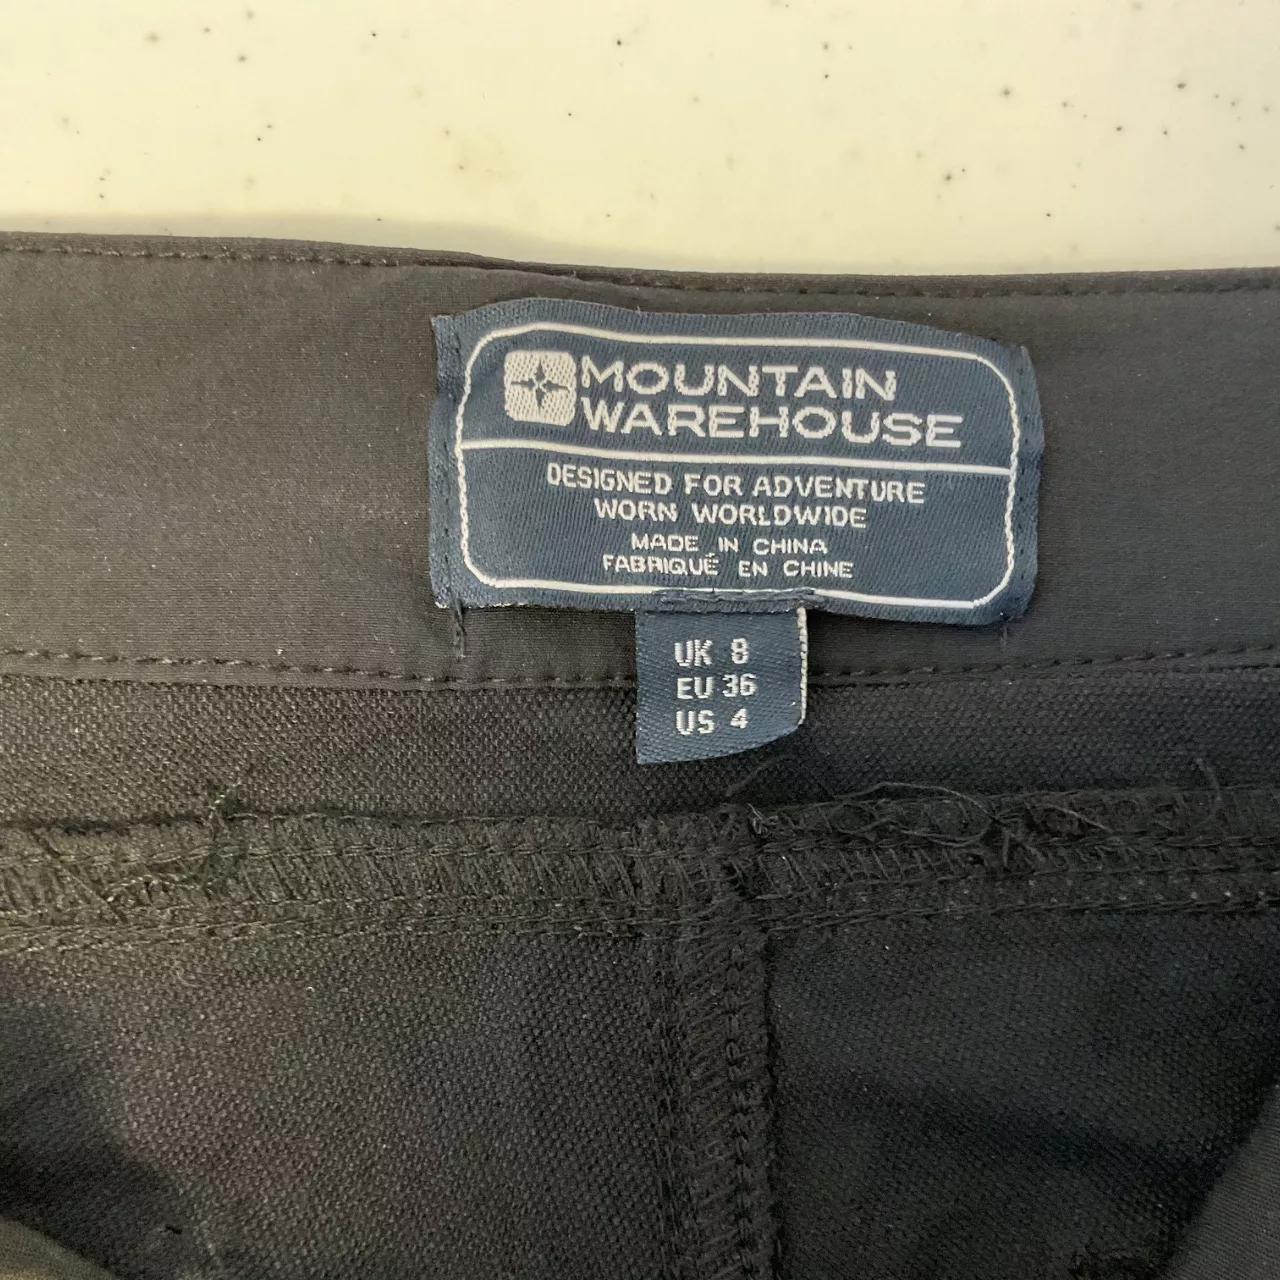 MOUNTAIN
WAREHOUSE
DESIGNED FOR ADVENTURE
WORN WORLDWIDE
MADE IN CHINA
FABRIQUÉ EN CHINE
UK 8
EU 36
US 4